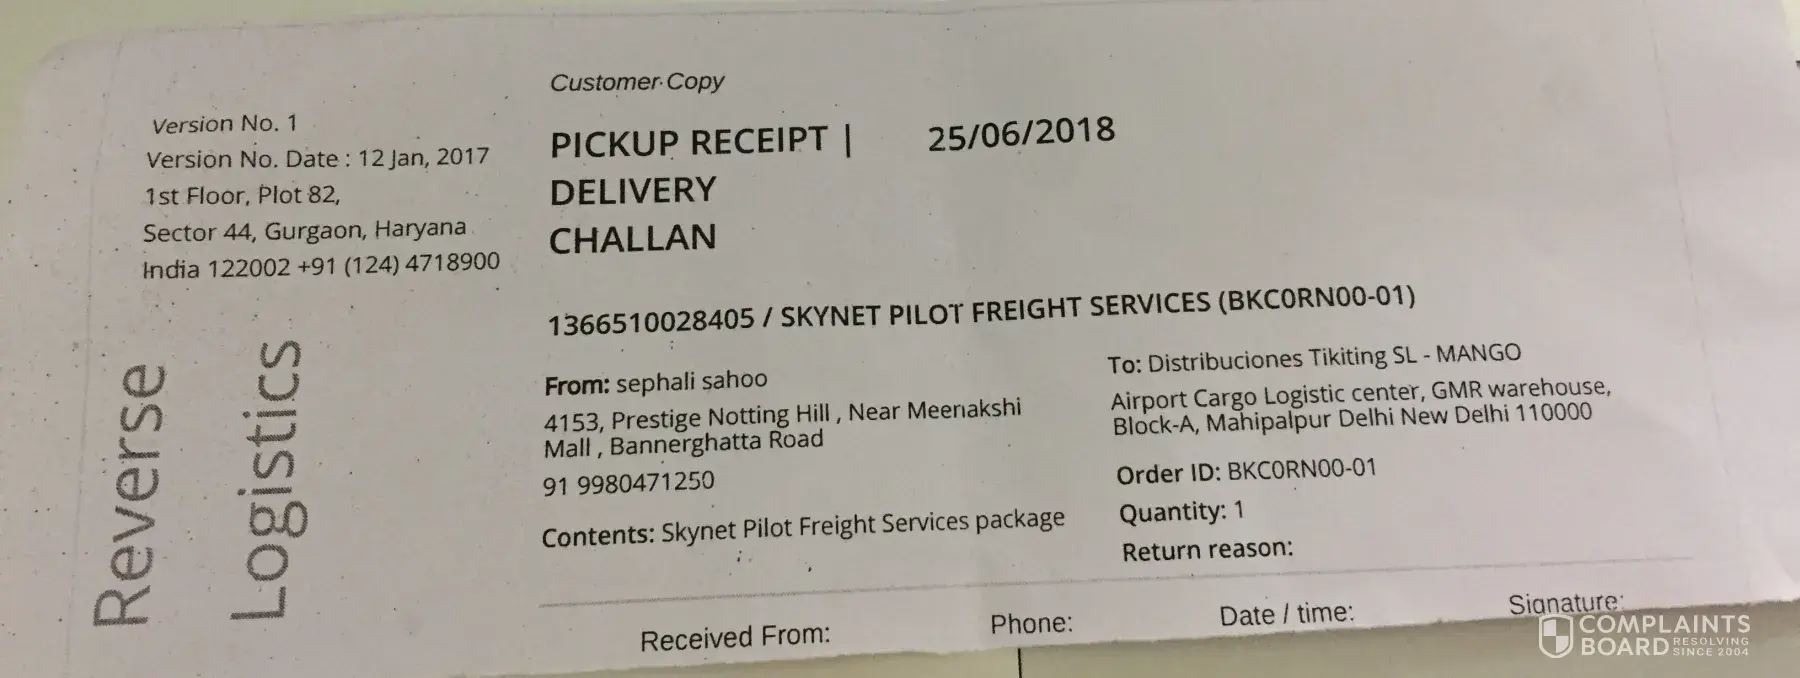 Customer Copy
Version No. 1
Version No. Date : 12 Jan, 2017
1st Floor, Plot 82,
Sector 44, Gurgaon, Haryana
India 122002 +91 (124) 4718900
Reverse
Logistics
PICKUP RECEIPT |
DELIVERY
CHALLAN
25/06/2018
1366510028405 / SKYNET PILOT FREIGHT SERVICES (BKC0RN00-01)
From: sephali sahoo
4153, Prestige Notting Hill , Near Meenakshi
Mall , Bannerghatta Road
91 9980471250
Contents: Skynet Pilot Freight Services package
To: Distribuciones Tikiting SL - MANGO
Airport Cargo Logistic center, GMR warehouse,
Block-A, Mahipalpur Delhi New Delhi 110000
Order ID: BKC0RN00-01
Quantity: 1
Return reason:
Received From:
Phone:
Date / time:
Signature:
COMPLAINTS
BOARD RESOLVING
SINCE 2004